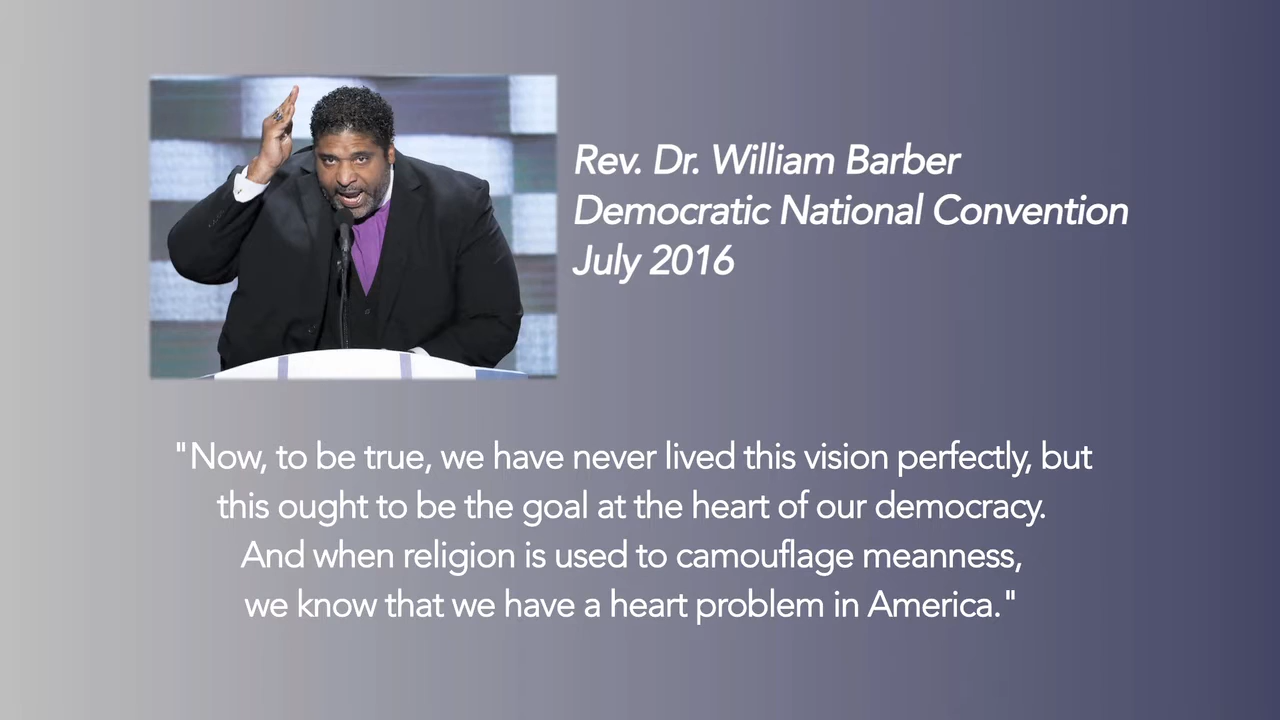 Rev. Dr. William Barber
Democratic National Convention
July 2016
"Now, to be true, we have never lived this vision perfectly, but
this ought to be the goal at the heart of our democracy.
And when religion is used to camouflage meanness,
we know that we have a heart problem in America."